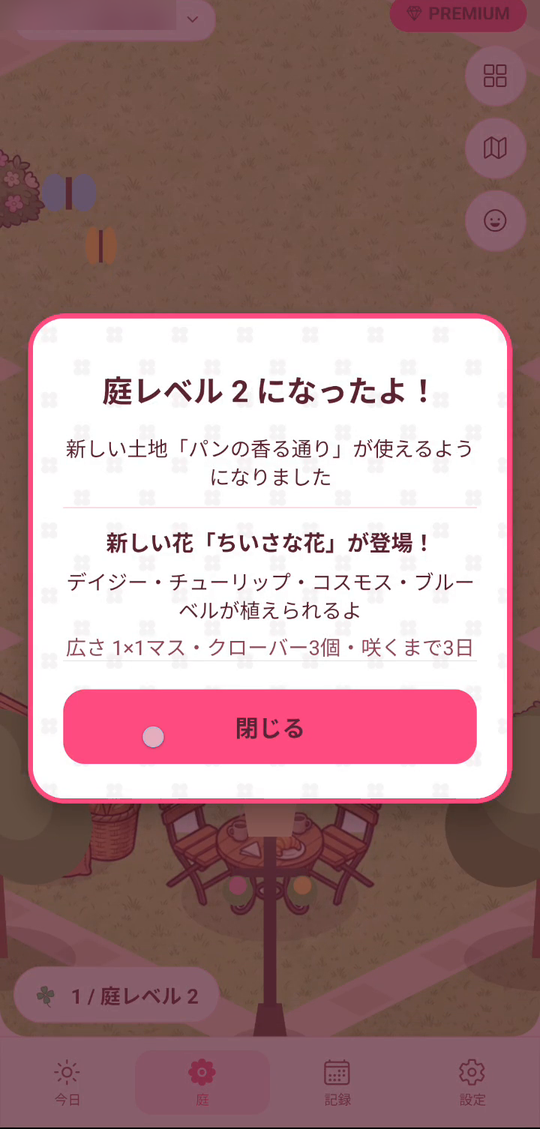 PREMIUM
庭レベル 2 になったよ！
新しい土地「パンの香る通り」が使えるよう
になりました
新しい花「ちいさな花」が登場！
デイジー・チューリップ・コスモス・ブルー
ベルが植えられるよ
広さ 1×1マス・クローバー3個・咲くまで3日
閉じる
1 / 庭レベル 2
今日
庭
記録
設定